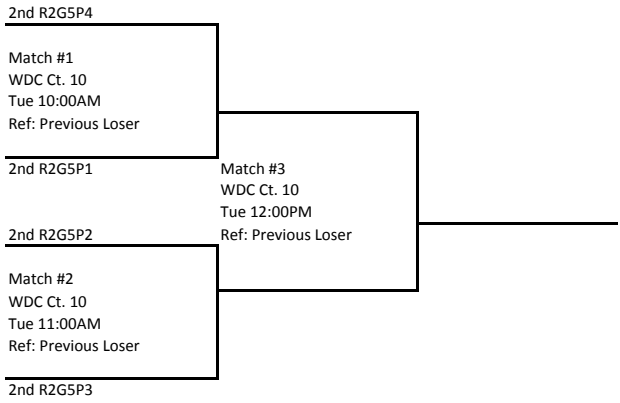 2nd R2G5P4
Match #1
WDC Ct. 10
Tue 10:00AM
Ref: Previous Loser
2nd R2G5P1
Match #3
WDC Ct. 10
Tue 12:00PM
Ref: Previous Loser
2nd R2G5P2
Match #2
WDC Ct. 10
Tue 11:00AM
Ref: Previous Loser
2nd R2G5P3